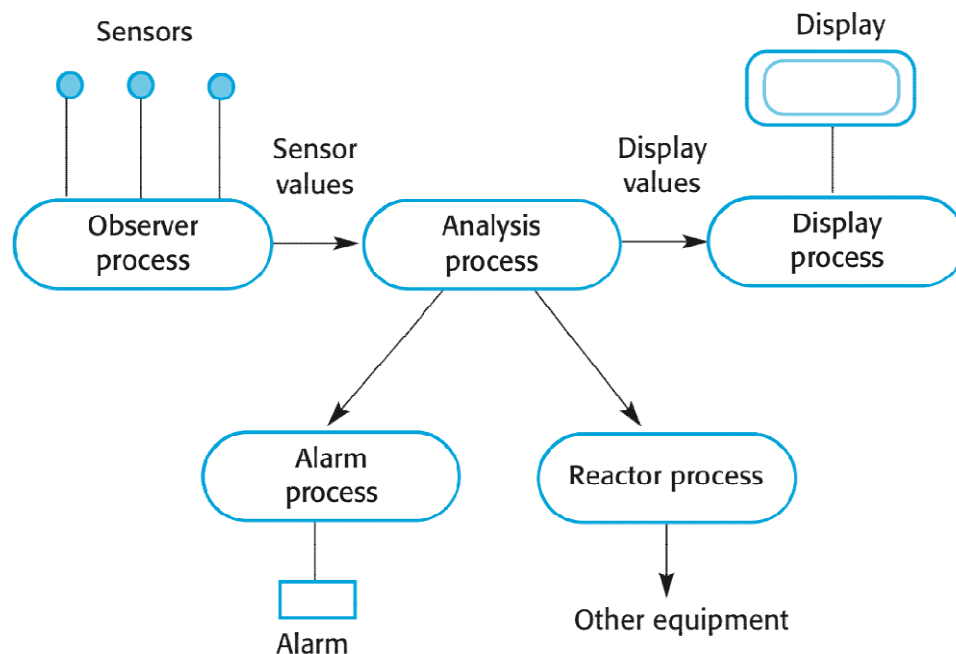 Sensors
Display
Sensor
values
Display
values
Observer
process
Analysis
process
Display
process
Alarm
process
Reactor process
Other equipment
Alarm